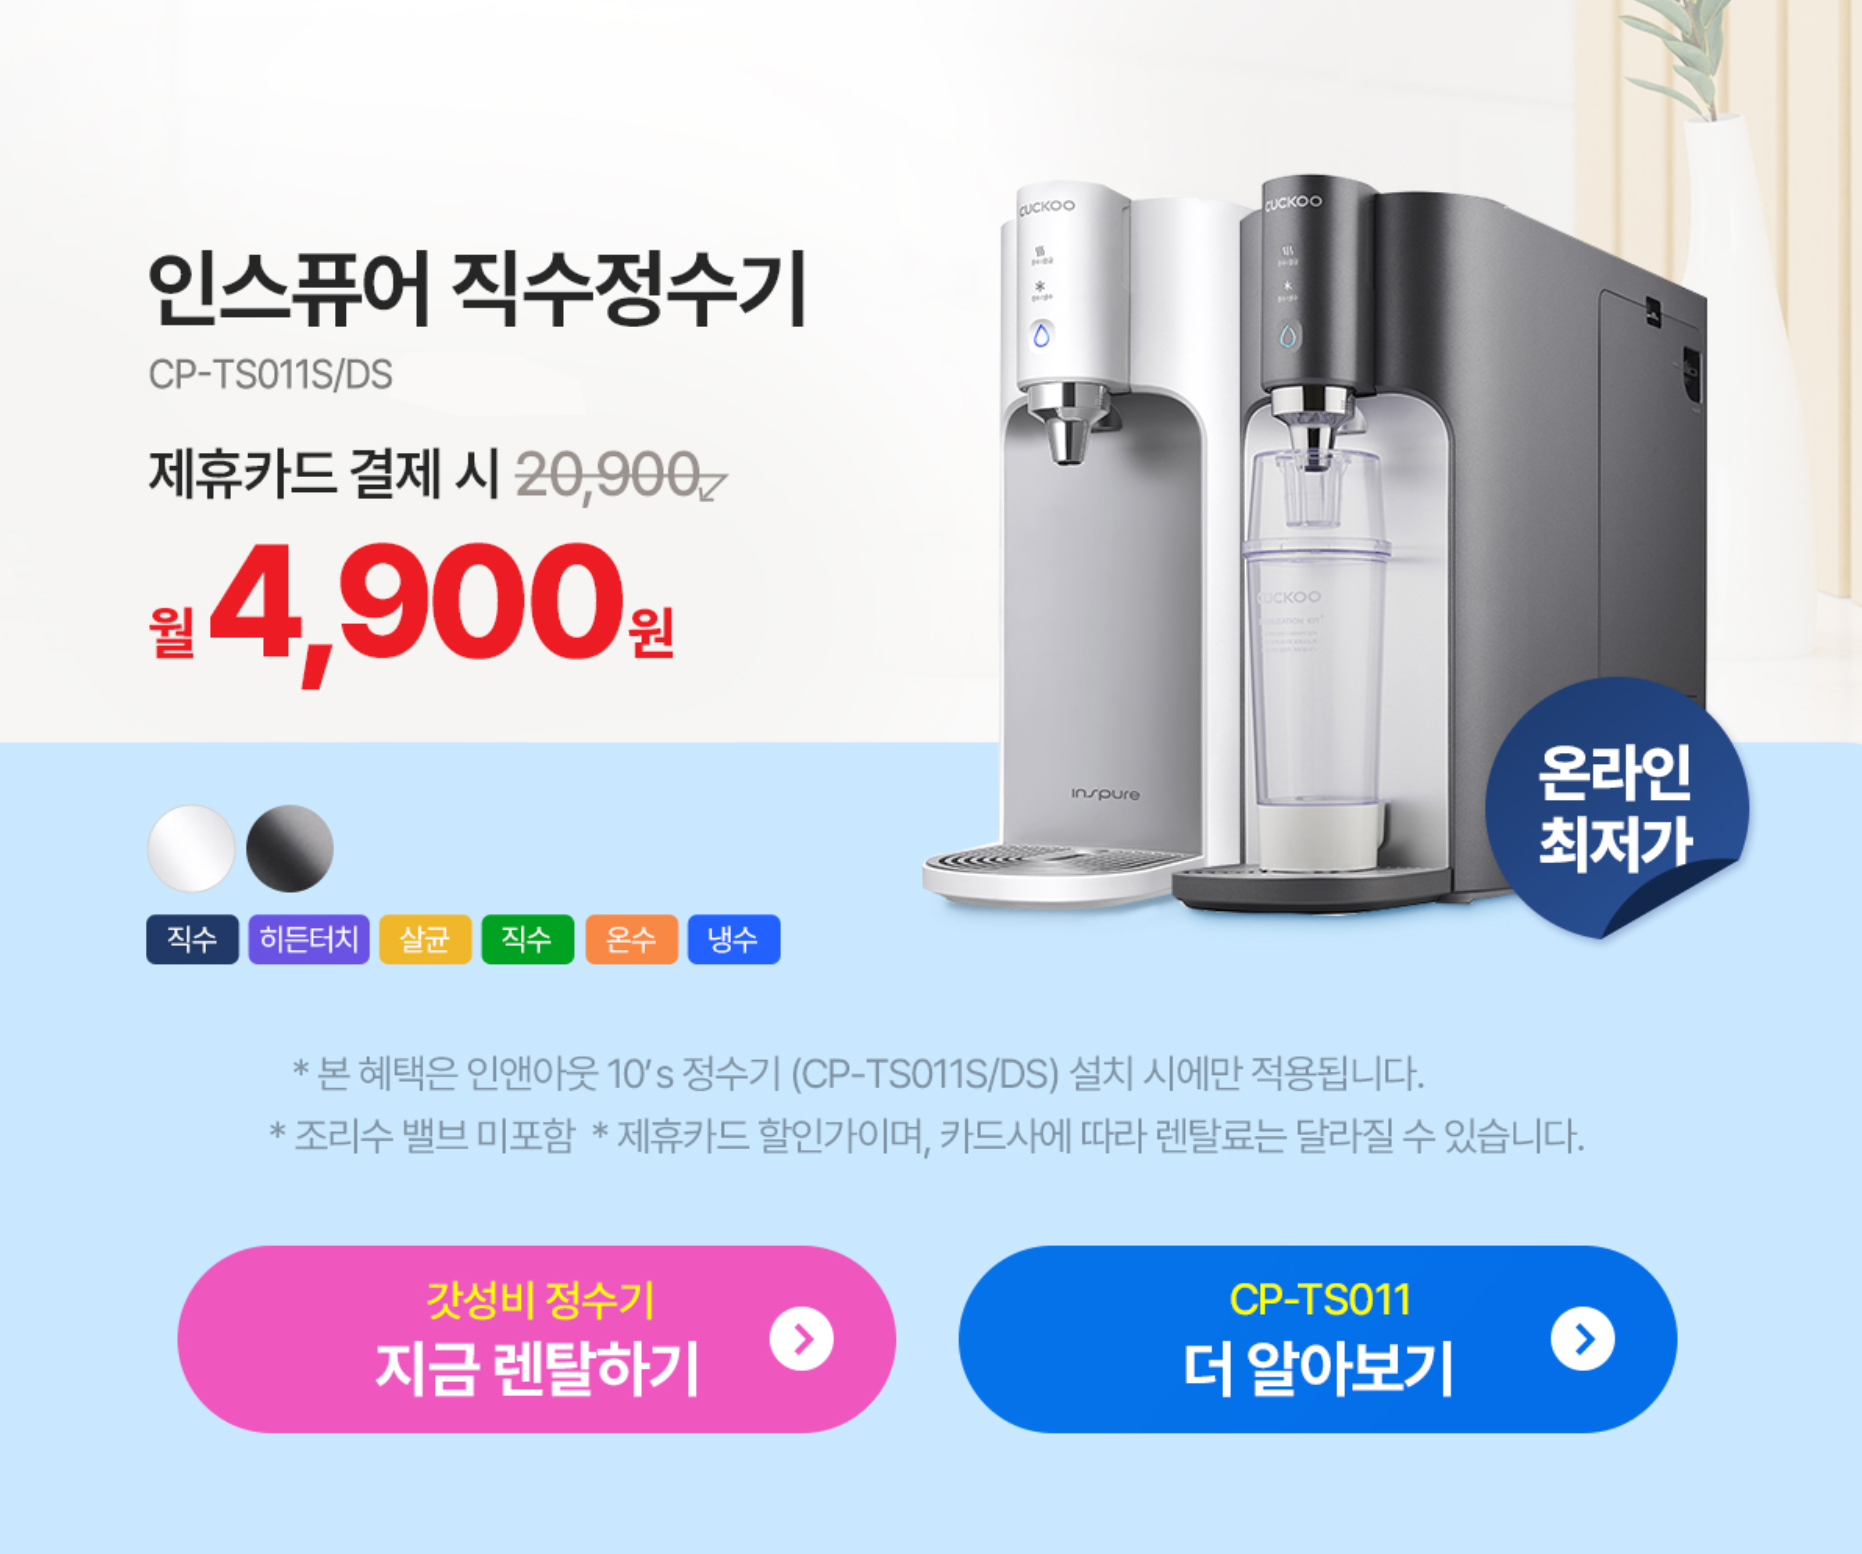 인스퓨어 직수정수기
CP-TS011S/DS
제휴카드 결제 시 20,900
월 4,900원
CUCKOO
CUCKOO
CUCKOO
inspure
온라인
최저가
직수 히든터치 살균 직수 온수 냉수
* 본 혜택은 인앤아웃 10's 정수기 (CP-TS011S/DS) 설치 시에만 적용됩니다.
* 조리수 밸브 미포함 * 제휴카드 할인가이며, 카드사에 따라 렌탈료는 달라질 수 있습니다.
갓성비 정수기
지금 렌탈하기
CP-TS011
더 알아보기